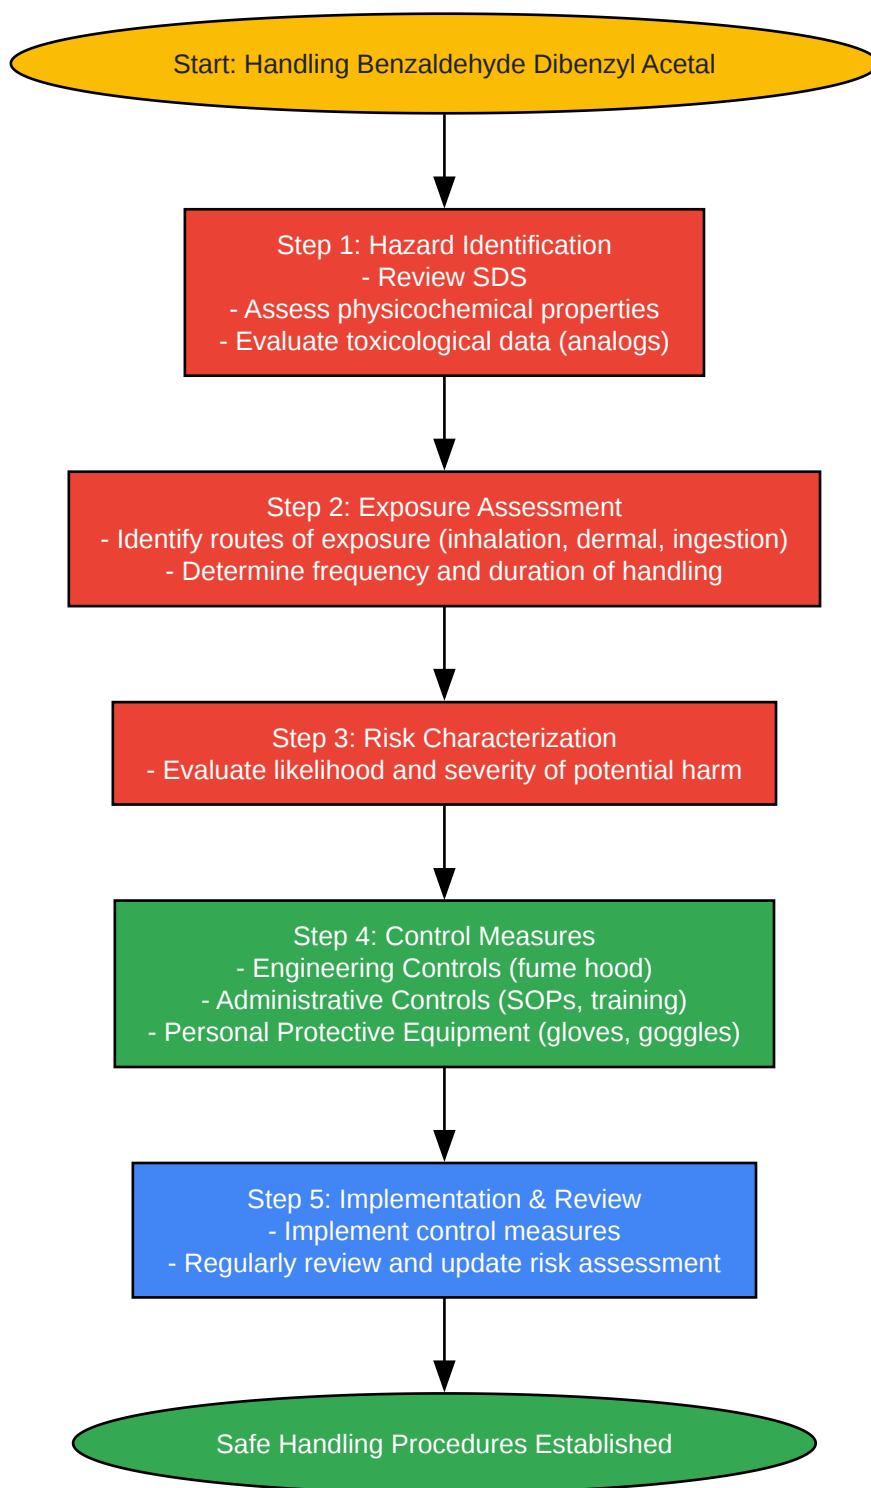 Start: Handling Benzaldehyde Dibenzyl Acetal
Step 1: Hazard Identification
- Review SDS
- Assess physicochemical properties
- Evaluate toxicological data (analogs)
Step 2: Exposure Assessment
- Identify routes of exposure (inhalation, dermal, ingestion)
- Determine frequency and duration of handling
Step 3: Risk Characterization
- Evaluate likelihood and severity of potential harm
Step 4: Control Measures
- Engineering Controls (fume hood)
- Administrative Controls (SOPs, training)
- Personal Protective Equipment (gloves, goggles)
Step 5: Implementation & Review
- Implement control measures
- Regularly review and update risk assessment
Safe Handling Procedures Established